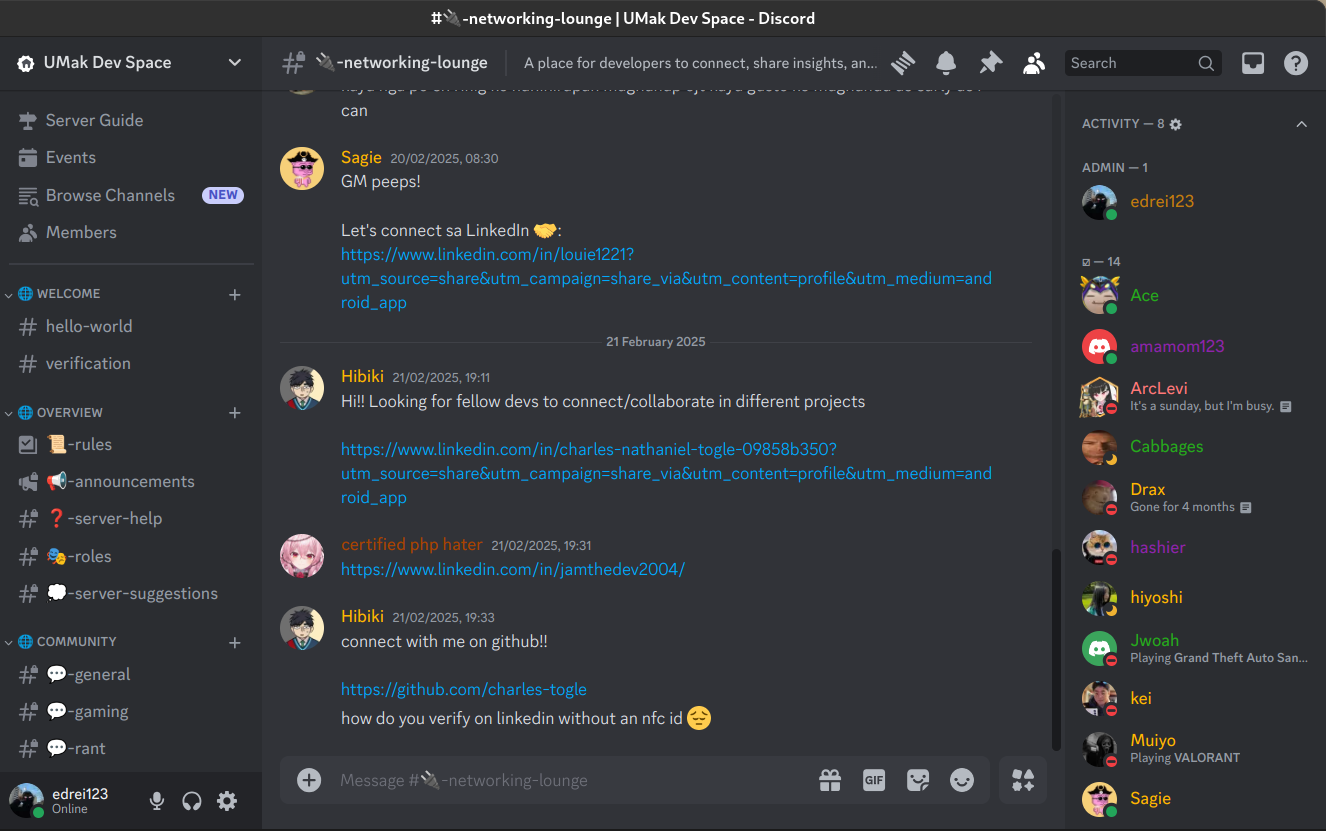 #🔌-networking-lounge | UMak Dev Space - Discord
UMak Dev Space
Server Guide
Events
Browse Channels NEW
Members
🌐 WELCOME
hello-world
verification
🌐 OVERVIEW
📜-rules
📢-announcements
❓-server-help
🎭-roles
💭-server-suggestions
🌐 COMMUNITY
💬-general
💬-gaming
💬-rant
edrei123
Online
🔌-networking-lounge
A place for developers to connect, share insights, an...
Search
can
Sagie 20/02/2025, 08:30
GM peeps!
Let's connect sa LinkedIn 🤝:
https://www.linkedin.com/in/louie1221?
utm_source=share&utm_campaign=share_via&utm_content=profile&utm_medium=and
roid_app
21 February 2025
Hibiki 21/02/2025, 19:11
Hi!! Looking for fellow devs to connect/collaborate in different projects
https://www.linkedin.com/in/charles-nathaniel-togle-09858b350?
utm_source=share&utm_campaign=share_via&utm_content=profile&utm_medium=and
roid_app
certified php hater 21/02/2025, 19:31
https://www.linkedin.com/in/jamthedev2004/
Hibiki 21/02/2025, 19:33
connect with me on github!!
https://github.com/charles-togle
how do you verify on linkedin without an nfc id 😔
Message #🔌-networking-lounge
GIF
ACTIVITY — 8
ADMIN — 1
edrei123
☑ — 14
Ace
amamom123
ArcLevi
It's a sunday, but I'm busy.
Cabbages
Drax
Gone for 4 months
hashier
hiyoshi
Jwoah
Playing Grand Theft Auto San...
kei
Muiyo
Playing VALORANT
Sagie